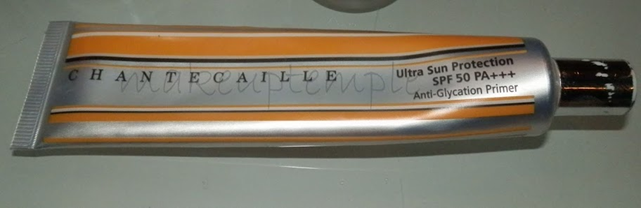 CHANTECAILLE
Ultra Sun Protection
SPF 50 PA+++
Anti-Glycation Primer
makeuptemple